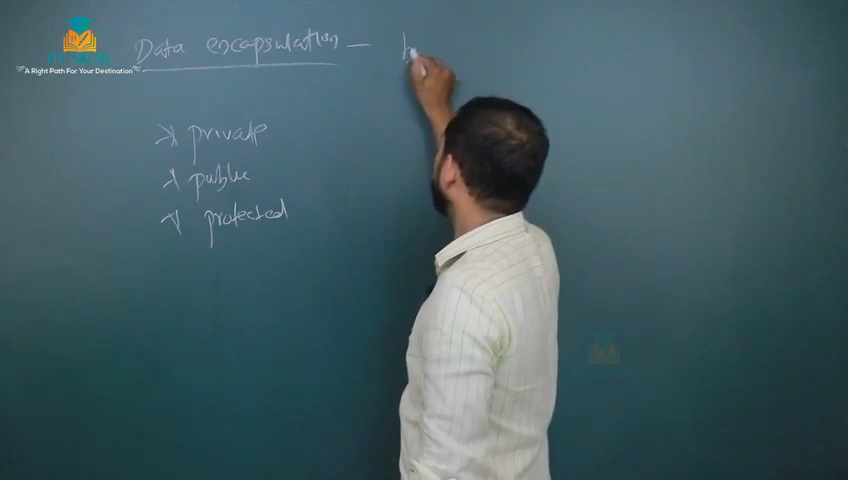 Data encapsulation —
A Right Path For Your Destination
* private
* public
* protected